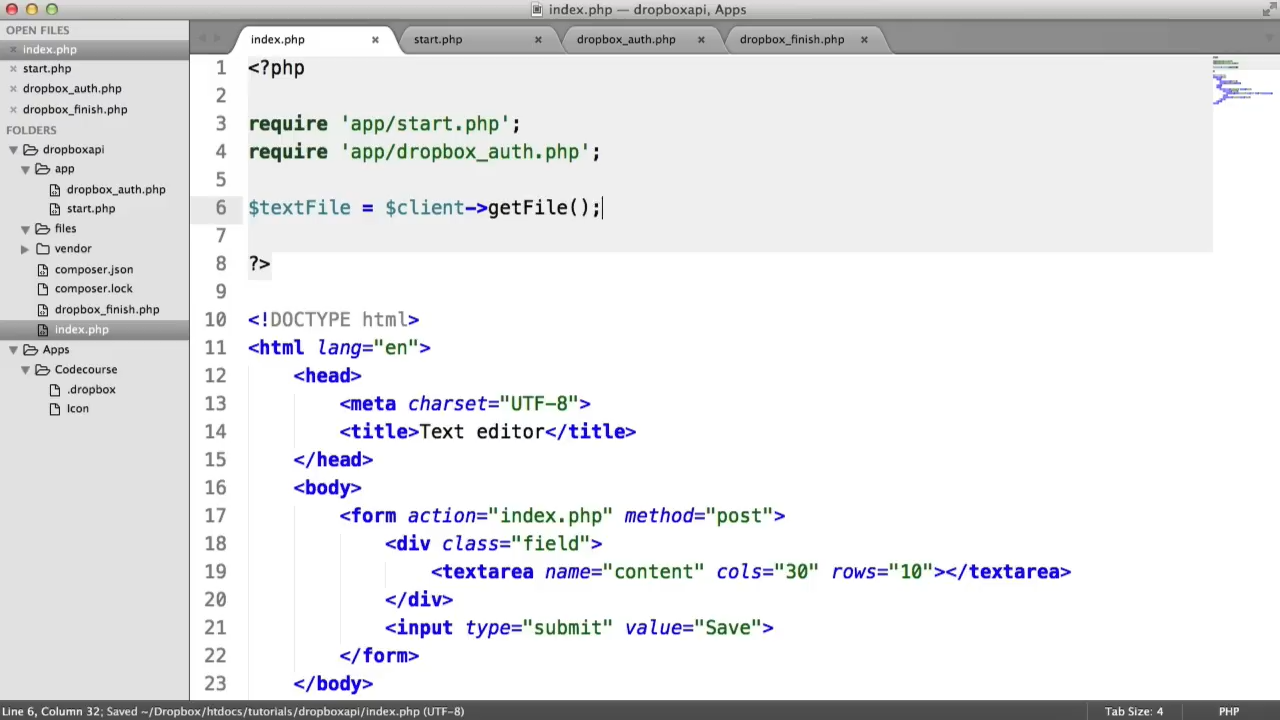 index.php — dropboxapi, Apps
OPEN FILES
index.php
start.php
dropbox_auth.php
dropbox_finish.php
FOLDERS
dropboxapi
app
dropbox_auth.php
start.php
files
vendor
composer.json
composer.lock
dropbox_finish.php
index.php
Apps
Codecourse
.dropbox
Icon
index.php start.php dropbox_auth.php dropbox_finish.php
1 <?php
2
3 require 'app/start.php';
4 require 'app/dropbox_auth.php';
5
6 $textFile = $client->getFile();
7
8 ?>
9
10 <!DOCTYPE html>
11 <html lang="en">
12 <head>
13 <meta charset="UTF-8">
14 <title>Text editor</title>
15 </head>
16 <body>
17 <form action="index.php" method="post">
18 <div class="field">
19 <textarea name="content" cols="30" rows="10"></textarea>
20 </div>
21 <input type="submit" value="Save">
22 </form>
23 </body>
Line 6, Column 32; Saved ~/Dropbox/htdocs/tutorials/dropboxapi/index.php (UTF-8)
Tab Size: 4 PHP